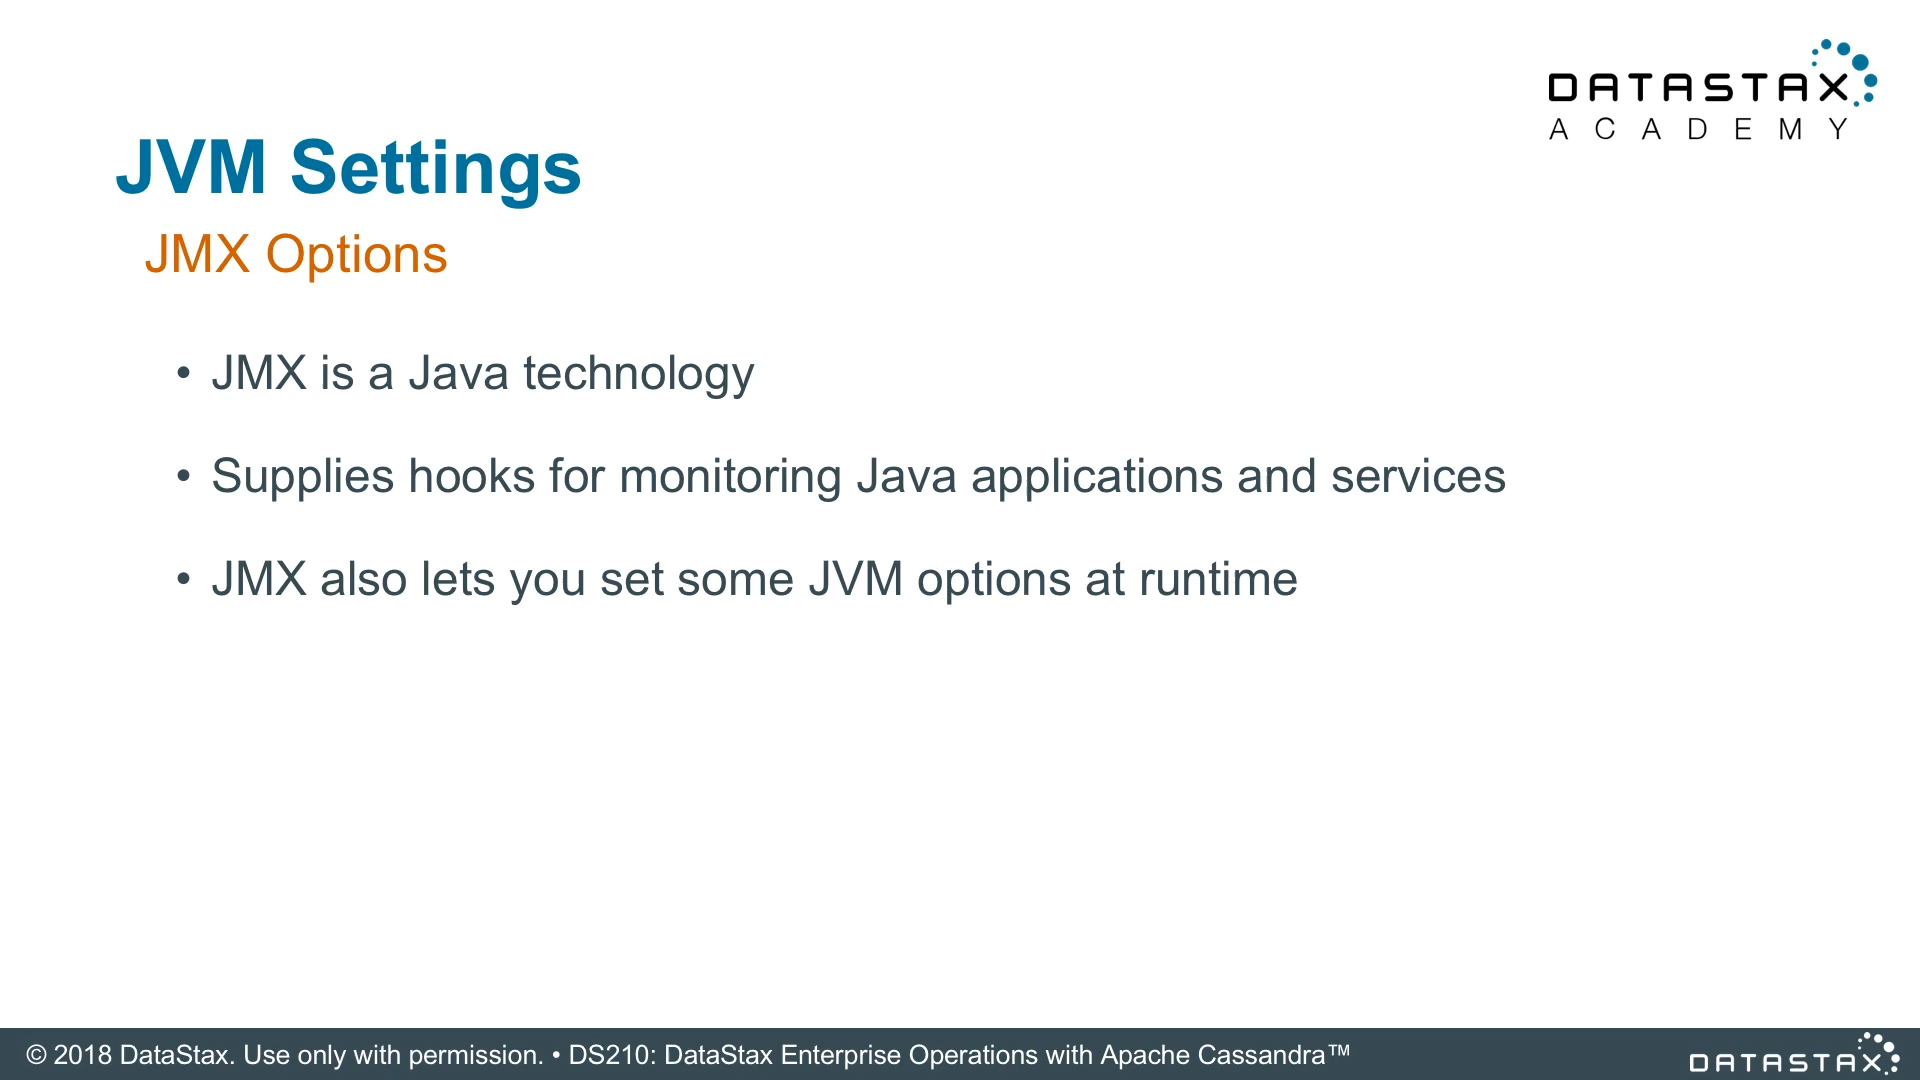 DATASTAX
ACADEMY
JVM Settings
JMX Options
• JMX is a Java technology
• Supplies hooks for monitoring Java applications and services
• JMX also lets you set some JVM options at runtime
© 2018 DataStax. Use only with permission. • DS210: DataStax Enterprise Operations with Apache Cassandra™
DATASTAX